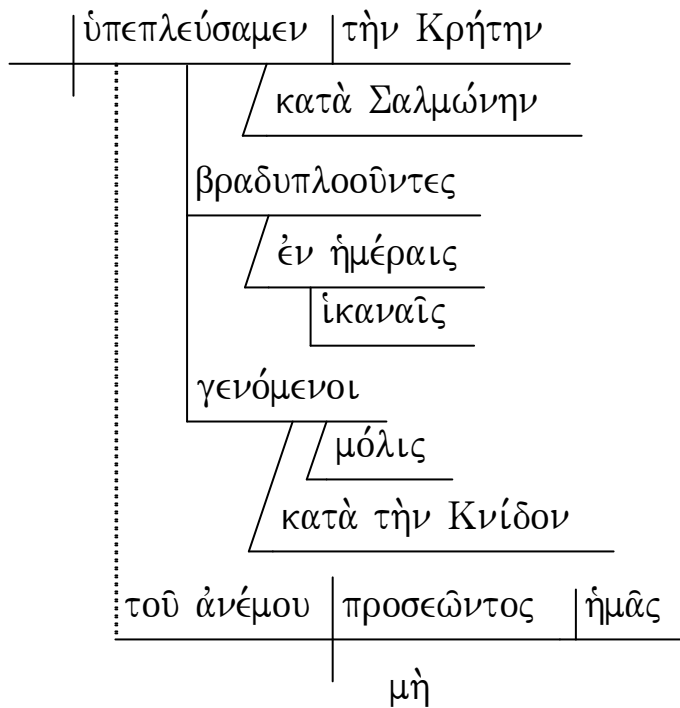 ὑπεπλεύσαμεν τὴν Κρήτην
κατὰ Σαλμώνην
βραδυπλοοῦντες
ἐν ἡμέραις
ἱκαναῖς
γενόμενοι
μόλις
κατὰ τὴν Κνίδον
τοῦ ἀνέμου προσεῶντος ἡμᾶς
μὴ